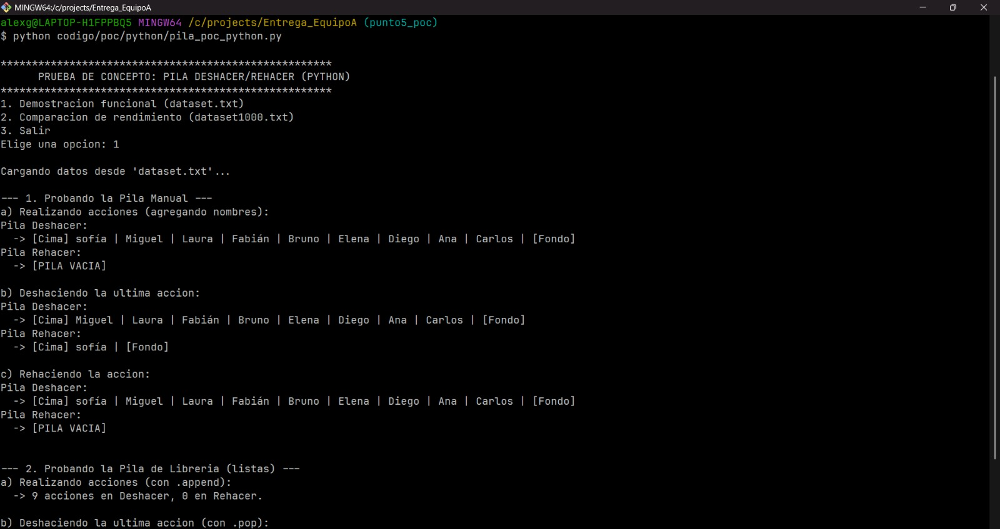 MINGW64:/c/projects/Entrega_EquipoA
alexg@LAPTOP-H1FPPBQ5 MINGW64 /c/projects/Entrega_EquipoA (punto5_poc)
$ python codigo/poc/python/pila_poc_python.py
*****************************************************
PRUEBA DE CONCEPTO: PILA DESHACER/REHACER (PYTHON)
*****************************************************
1. Demostracion funcional (dataset.txt)
2. Comparacion de rendimiento (dataset1000.txt)
3. Salir
Elige una opcion: 1
Cargando datos desde 'dataset.txt'...
--- 1. Probando la Pila Manual ---
a) Realizando acciones (agregando nombres):
Pila Deshacer:
-> [Cima] sofía | Miguel | Laura | Fabián | Bruno | Elena | Diego | Ana | Carlos | [Fondo]
Pila Rehacer:
-> [PILA VACIA]
b) Deshaciendo la ultima accion:
Pila Deshacer:
-> [Cima] Miguel | Laura | Fabián | Bruno | Elena | Diego | Ana | Carlos | [Fondo]
Pila Rehacer:
-> [Cima] sofía | [Fondo]
c) Rehaciendo la accion:
Pila Deshacer:
-> [Cima] sofía | Miguel | Laura | Fabián | Bruno | Elena | Diego | Ana | Carlos | [Fondo]
Pila Rehacer:
-> [PILA VACIA]
--- 2. Probando la Pila de Libreria (listas) ---
a) Realizando acciones (con .append):
-> 9 acciones en Deshacer, 0 en Rehacer.
b) Deshaciendo la ultima accion (con .pop):